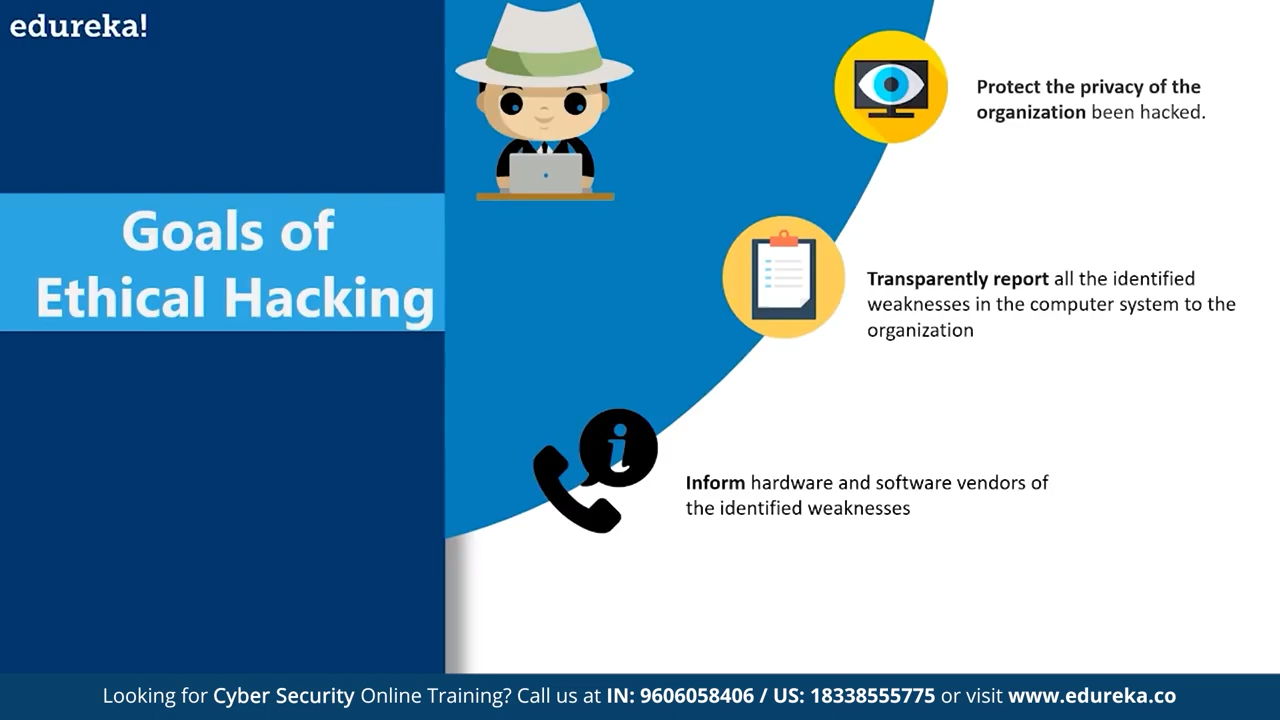 edureka!
Goals of
Ethical Hacking
Protect the privacy of the
organization been hacked.
Transparently report all the identified
weaknesses in the computer system to the
organization
i
Inform hardware and software vendors of
the identified weaknesses
Looking for Cyber Security Online Training? Call us at IN: 9606058406 / US: 18338555775 or visit www.edureka.co